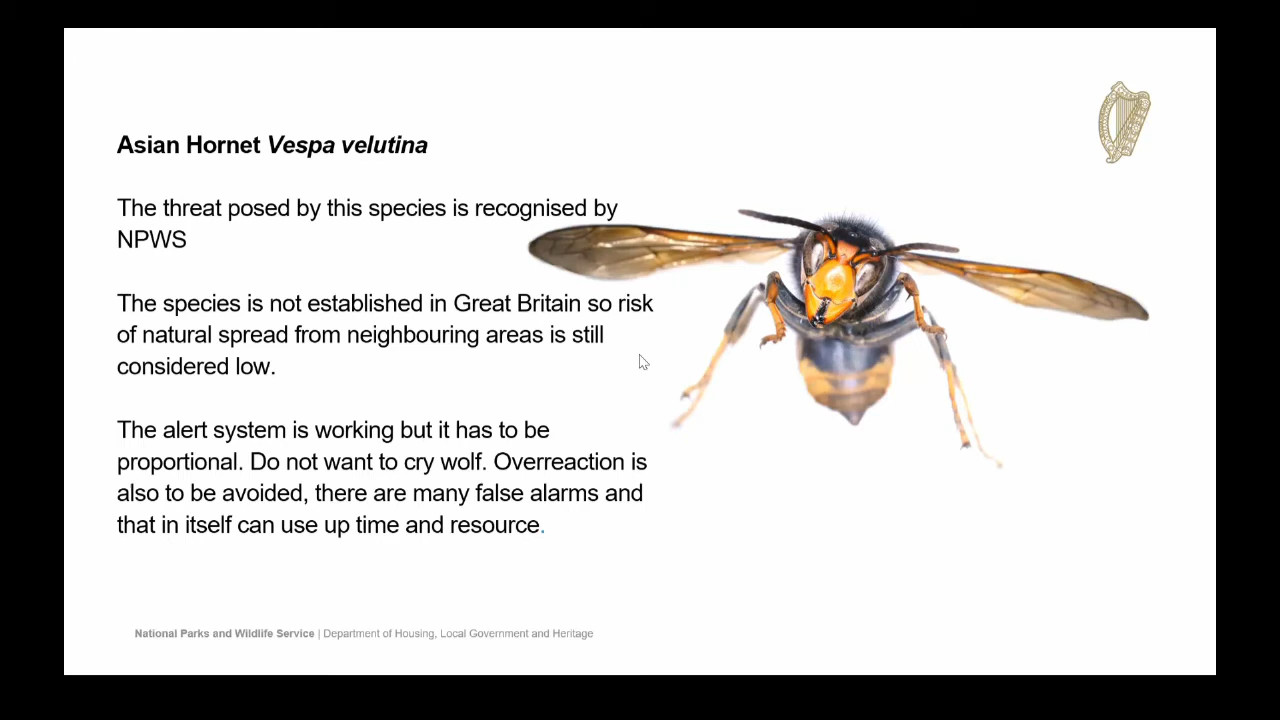 Asian Hornet Vespa velutina
The threat posed by this species is recognised by
NPWS
The species is not established in Great Britain so risk
of natural spread from neighbouring areas is still
considered low.
The alert system is working but it has to be
proportional. Do not want to cry wolf. Overreaction is
also to be avoided, there are many false alarms and
that in itself can use up time and resource.
National Parks and Wildlife Service | Department of Housing, Local Government and Heritage